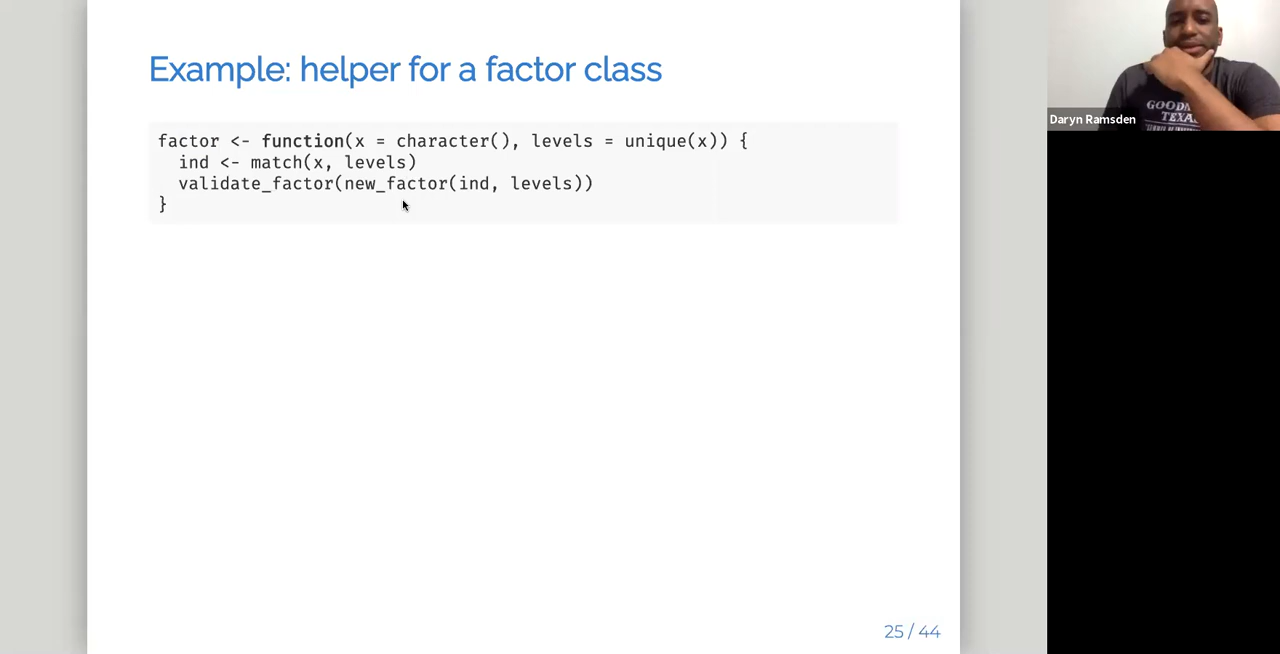 Example: helper for a factor class
factor <- function(x = character(), levels = unique(x)) {
  ind <- match(x, levels)
  validate_factor(new_factor(ind, levels))
}
25 / 44
Daryn Ramsden
TEXA